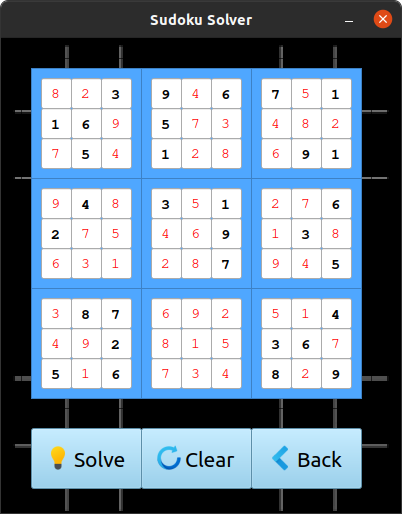 Sudoku Solver
8 2 3 9 4 6 7 5 1
1 6 9 5 7 3 4 8 2
7 5 4 1 2 8 6 9 1
9 4 8 3 5 1 2 7 6
2 7 5 4 6 9 1 3 8
6 3 1 2 8 7 9 4 5
3 8 7 6 9 2 5 1 4
4 9 2 8 1 5 3 6 7
5 1 6 7 3 4 8 2 9
Solve Clear Back